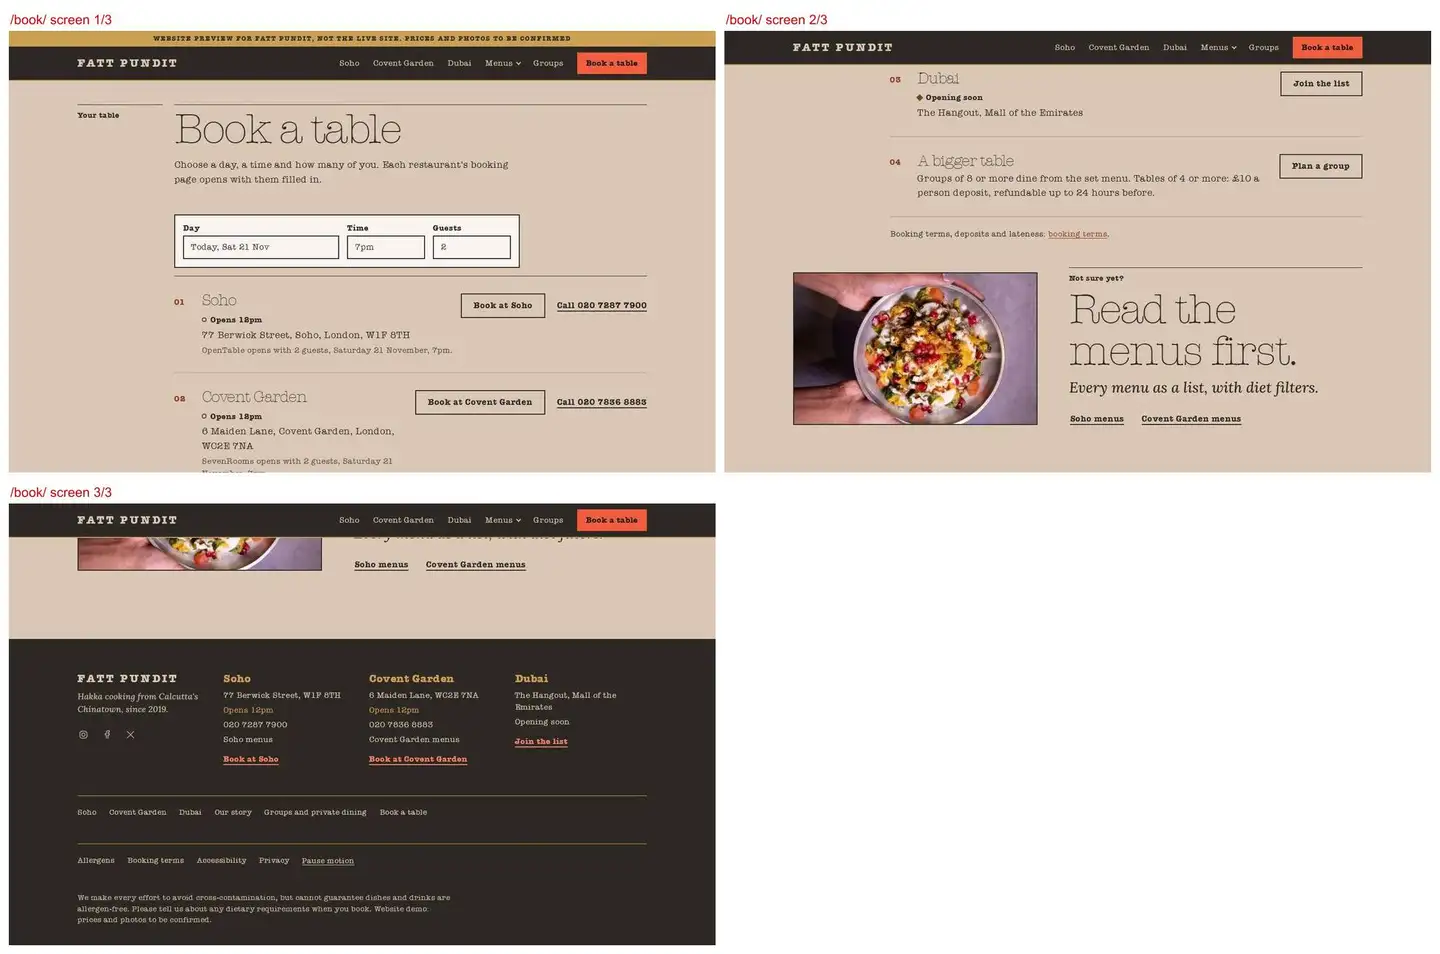 /book/ screen 1/3
WEBSITE PREVIEW FOR FATT PUNDIT, NOT THE LIVE SITE. PRICES AND PHOTOS TO BE CONFIRMED
FATT PUNDIT
Soho Covent Garden Dubai Menus Groups Book a table
Your table
Book a table
Choose a day, a time and how many of you. Each restaurant's booking
page opens with them filled in.
Day Time Guests
Today, Sat 21 Nov 7pm 2
01 Soho Book at Soho Call 020 7287 7900
Opens 12pm
77 Berwick Street, Soho, London, W1F 8TH
OpenTable opens with 2 guests, Saturday 21 November, 7pm.
02 Covent Garden Book at Covent Garden Call 020 7836 8883
Opens 12pm
6 Maiden Lane, Covent Garden, London,
WC2E 7NA
SevenRooms opens with 2 guests, Saturday 21
/book/ screen 2/3
FATT PUNDIT
Soho Covent Garden Dubai Menus Groups Book a table
03 Dubai Join the list
Opening soon
The Hangout, Mall of the Emirates
04 A bigger table Plan a group
Groups of 8 or more dine from the set menu. Tables of 4 or more: £10 a
person deposit, refundable up to 24 hours before.
Booking terms, deposits and lateness: booking terms.
Not sure yet?
Read the
menus first.
Every menu as a list, with diet filters.
Soho menus Covent Garden menus
/book/ screen 3/3
FATT PUNDIT
Soho Covent Garden Dubai Menus Groups Book a table
Soho menus Covent Garden menus
FATT PUNDIT
Hakka cooking from Calcutta's
Chinatown, since 2019.
Soho
77 Berwick Street, W1F 8TH
Opens 12pm
020 7287 7900
Soho menus
Book at Soho
Covent Garden
6 Maiden Lane, WC2E 7NA
Opens 12pm
020 7836 8883
Covent Garden menus
Book at Covent Garden
Dubai
The Hangout, Mall of the
Emirates
Opening soon
Join the list
Soho Covent Garden Dubai Our story Groups and private dining Book a table
Allergens Booking terms Accessibility Privacy Pause motion
We make every effort to avoid cross-contamination, but cannot guarantee dishes and drinks are
allergen-free. Please tell us about any dietary requirements when you book. Website demo:
prices and photos to be confirmed.